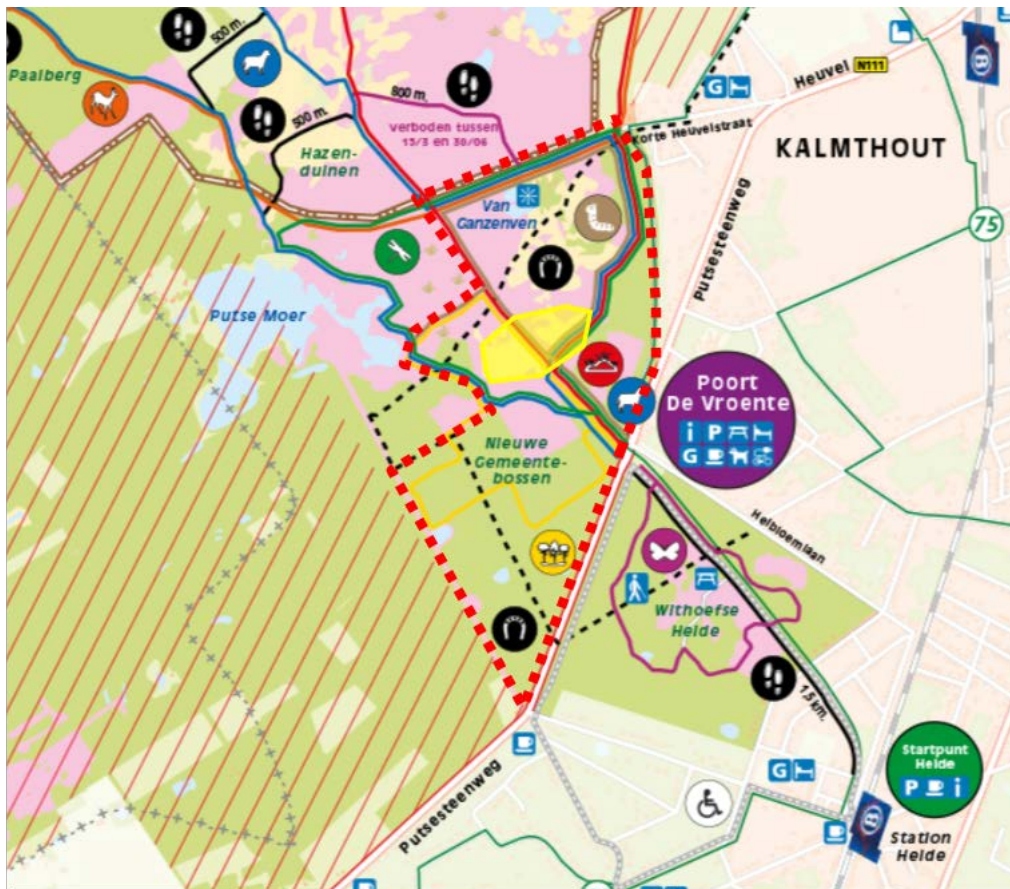 Paalberg
500 m.
500 m.
Hazen-
duinen
800 m.
verboden tussen
15/3 en 30/06
Van
Ganzenven
Korte Heuvelstraat
G
Heuvel
N111
B
KALMTHOUT
Putsesteenweg
75
Putse Moer
Poort
De Vroente
i P
G
Nieuwe
Gemeente-
bossen
Helbloemlaan
Withoefse
Heide
1,5 km.
Putsesteenweg
G
Startpunt
Heide
P i
B
Station
Heide